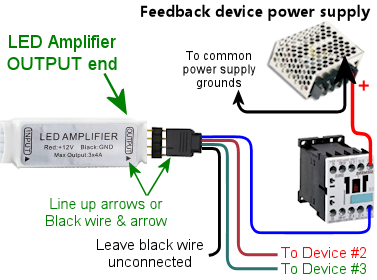 Feedback device power supply
LED Amplifier
OUTPUT end
To common
power supply
grounds
+
LED AMPLIFIER
Red:+12V Black:GND
Max Output:3x4A
OUTPUT
Line up arrows or
Black wire & arrow
Leave black wire
unconnected
To Device #2
To Device #3